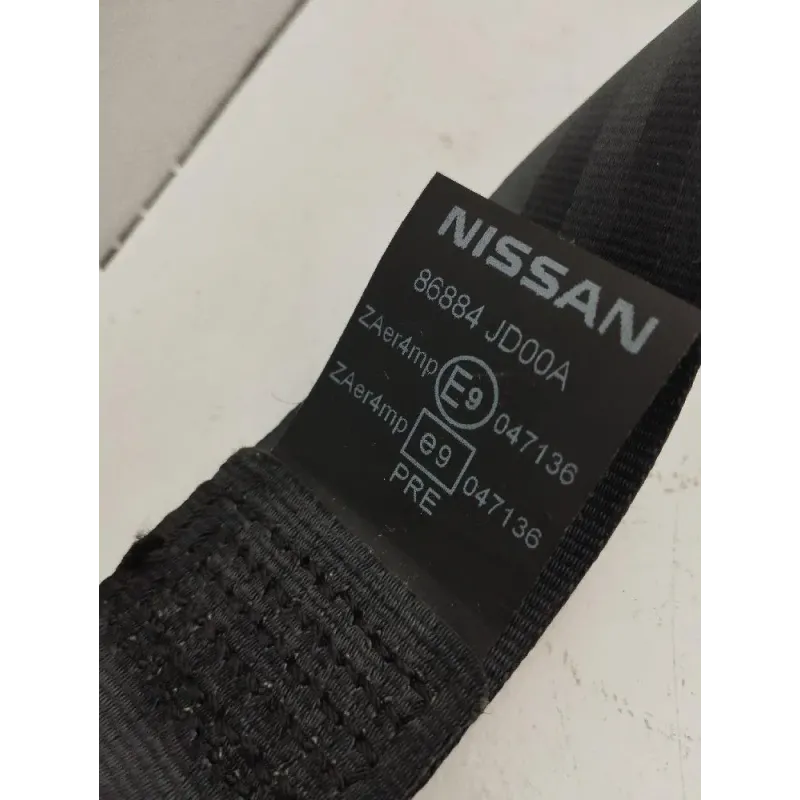 NISSAN
86884 JD00A
ZAer4mp E9 047136
ZAer4mp e9 047136
PRE